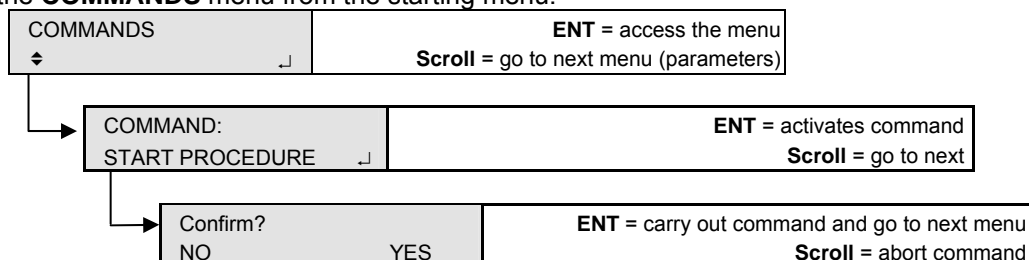 the COMMANDS menu from the starting menu.
COMMANDS ENT = access the menu
↵ Scroll = go to next menu (parameters)
COMMAND: ENT = activates command
START PROCEDURE ↵ Scroll = go to next
Confirm? ENT = carry out command and go to next menu
NO YES Scroll = abort command